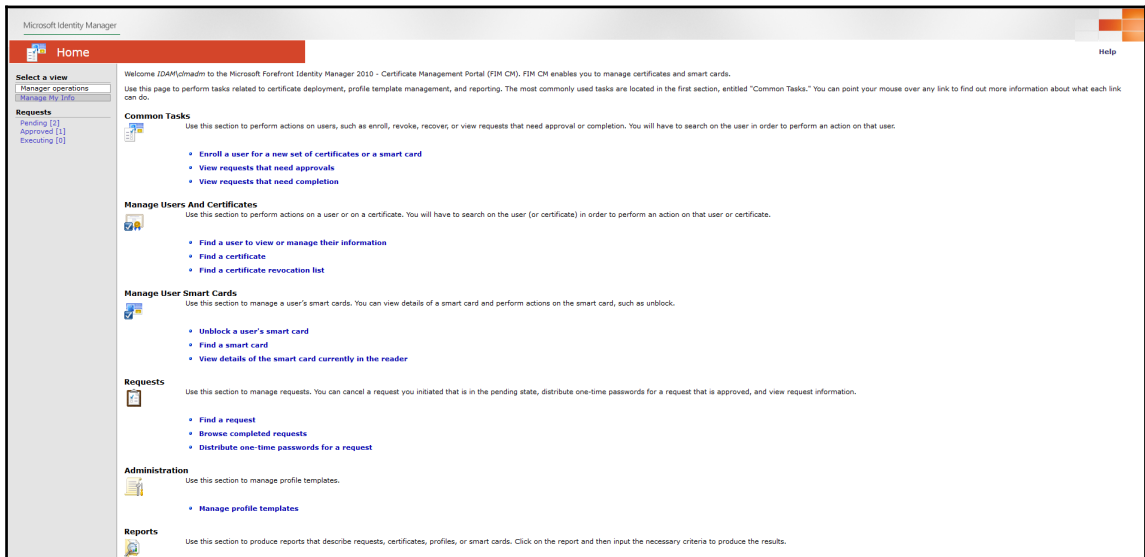 Microsoft Identity Manager
Home
Help
Select a view
Manager operations
Manage My Info
Requests
Pending [2]
Approved [1]
Executing [0]
Welcome IDAM\clmadm to the Microsoft Forefront Identity Manager 2010 - Certificate Management Portal (FIM CM). FIM CM enables you to manage certificates and smart cards.
Use this page to perform tasks related to certificate deployment, profile template management, and reporting. The most commonly used tasks are located in the first section, entitled "Common Tasks." You can point your mouse over any link to find out more information about what each link
can do.
Common Tasks
Use this section to perform actions on users, such as enroll, revoke, recover, or view requests that need approval or completion. You will have to search on the user in order to perform an action on that user.
Enroll a user for a new set of certificates or a smart card
View requests that need approvals
View requests that need completion
Manage Users And Certificates
Use this section to perform actions on a user or on a certificate. You will have to search on the user (or certificate) in order to perform an action on that user or certificate.
Find a user to view or manage their information
Find a certificate
Find a certificate revocation list
Manage User Smart Cards
Use this section to manage a user's smart cards. You can view details of a smart card and perform actions on the smart card, such as unblock.
Unblock a user's smart card
Find a smart card
View details of the smart card currently in the reader
Requests
Use this section to manage requests. You can cancel a request you initiated that is in the pending state, distribute one-time passwords for a request that is approved, and view request information.
Find a request
Browse completed requests
Distribute one-time passwords for a request
Administration
Use this section to manage profile templates.
Manage profile templates
Reports
Use this section to produce reports that describe requests, certificates, profiles, or smart cards. Click on the report and then input the necessary criteria to produce the results.